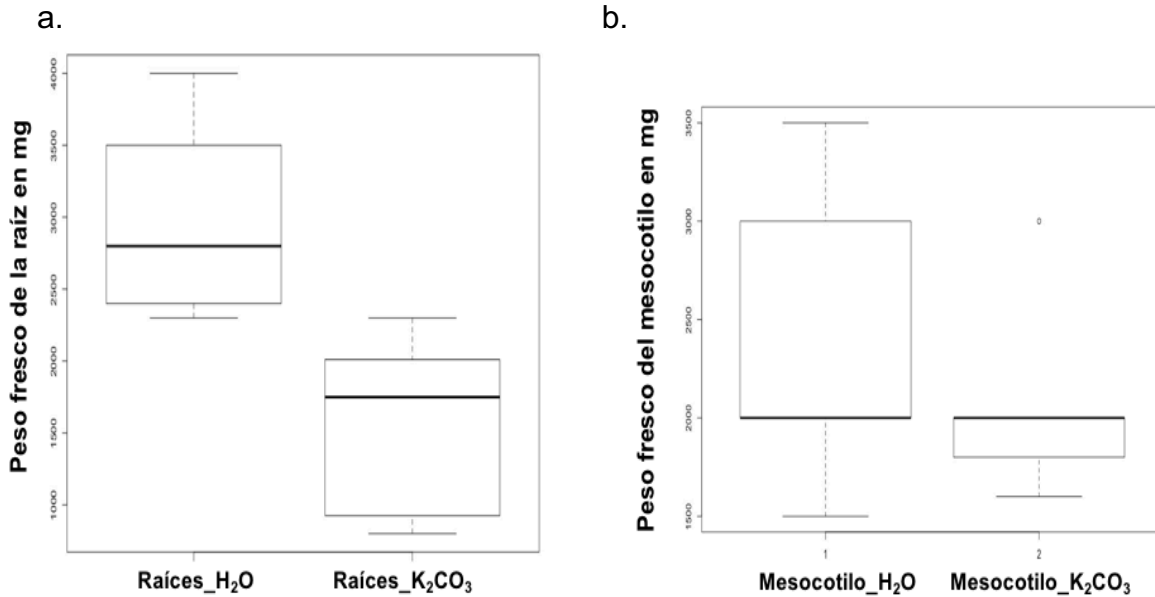 a.
Peso fresco de la raíz en mg
4000
3500
3000
2500
2000
1500
1000
Raíces_H₂O
Raíces_K₂CO₃
b.
Peso fresco del mesocotilo en mg
3500
3000
2500
2000
1500
1
2
Mesocotilo_H₂O
Mesocotilo_K₂CO₃